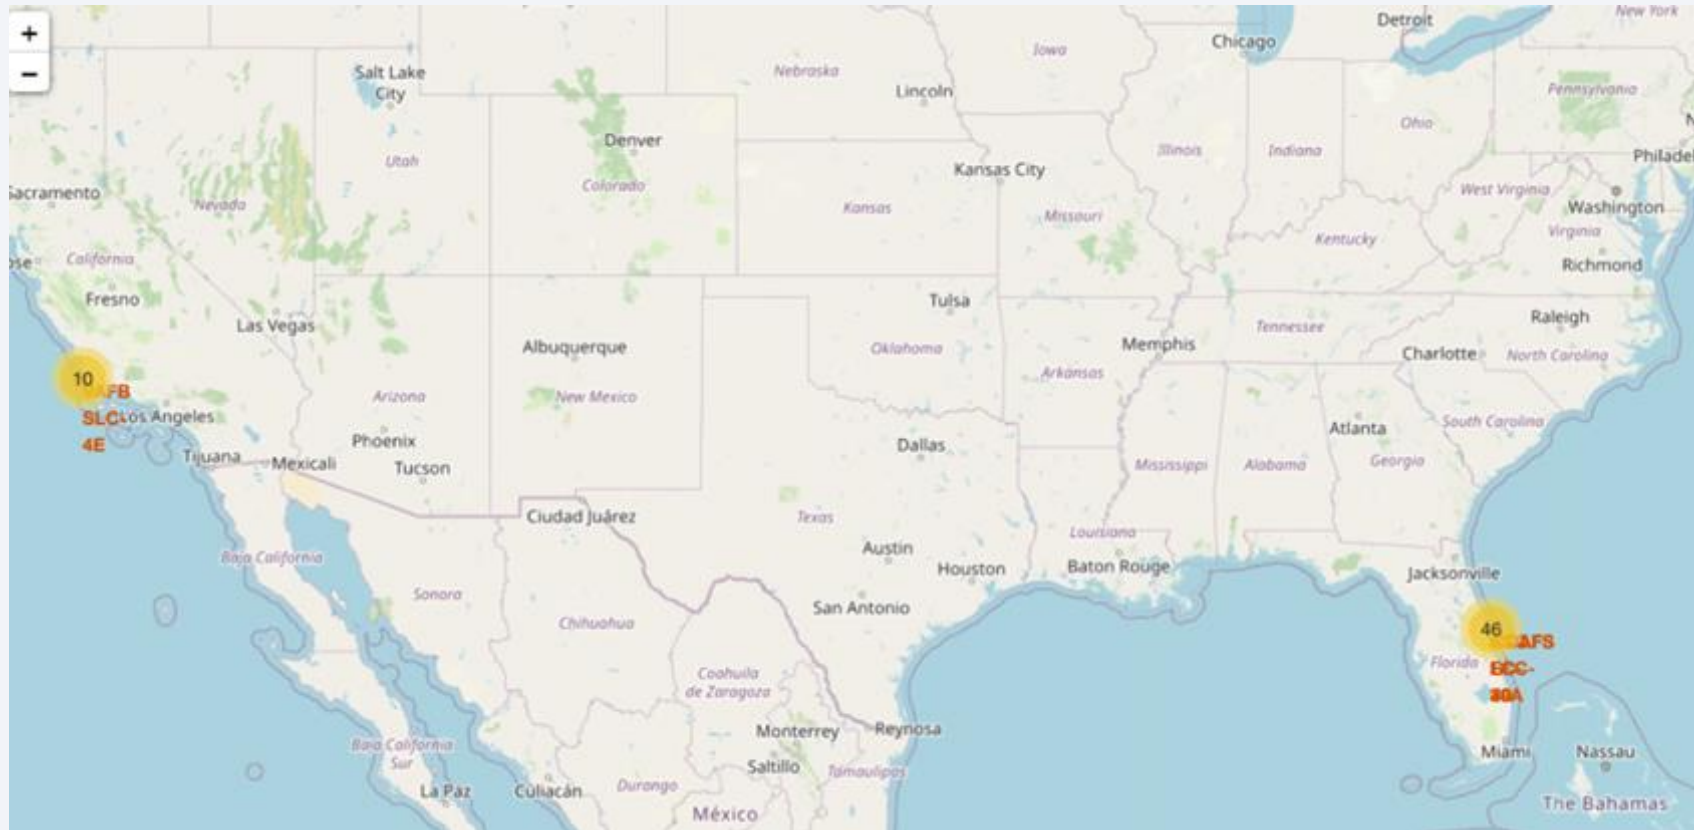 +
−
Detroit
New York
Chicago
Iowa
Salt Lake
City
Nebraska
Lincoln
Pennsylvania
Denver
Ohio
Utah
Illinois
Indiana
Philadel
Kansas City
Colorado
Sacramento
West Virginia
Nevada
Kansas
Missouri
Washington
Virginia
Kentucky
ose
California
Richmond
Fresno
Tulsa
Las Vegas
Raleigh
Tennessee
Albuquerque
Oklahoma
Memphis
Charlotte
North Carolina
10
Arkansas
AFB
Arizona
New Mexico
SLC-
Los Angeles
4E
South Carolina
Atlanta
Phoenix
Dallas
Tijuana
Mexicali
Tucson
Mississippi
Alabama
Georgia
Ciudad Juárez
Texas
Louisiana
Austin
Baja California
Houston
Baton Rouge
Jacksonville
Sonora
San Antonio
Chihuahua
46
AFS
Florida
Coahuila
de Zaragoza
Monterrey
Reynosa
Baja California
Sur
Miami
Nassau
Saltillo
Tamaulipas
La Paz
Culiacán
Durango
México
The Bahamas